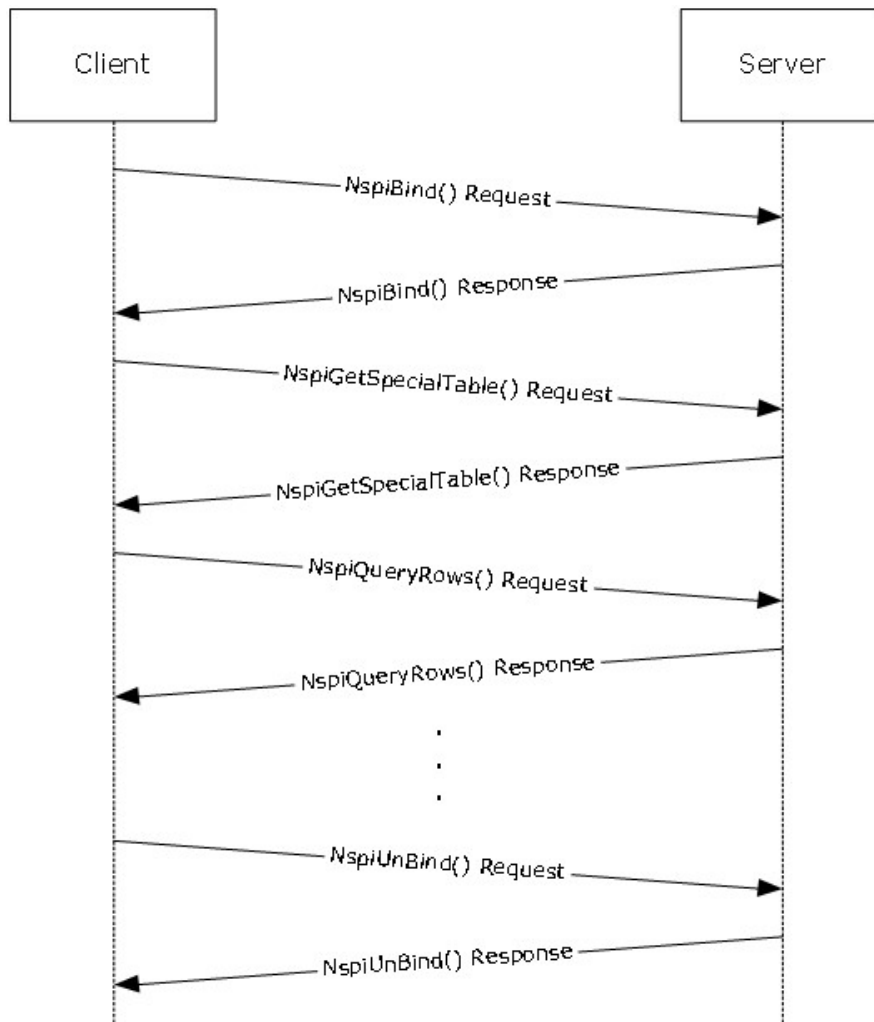 Client
Server
NspiBind() Request
NspiBind() Response
NspiGetSpecialTable() Request
NspiGetSpecialTable() Response
NspiQueryRows() Request
NspiQueryRows() Response
.
.
.
NspiUnBind() Request
NspiUnBind() Response